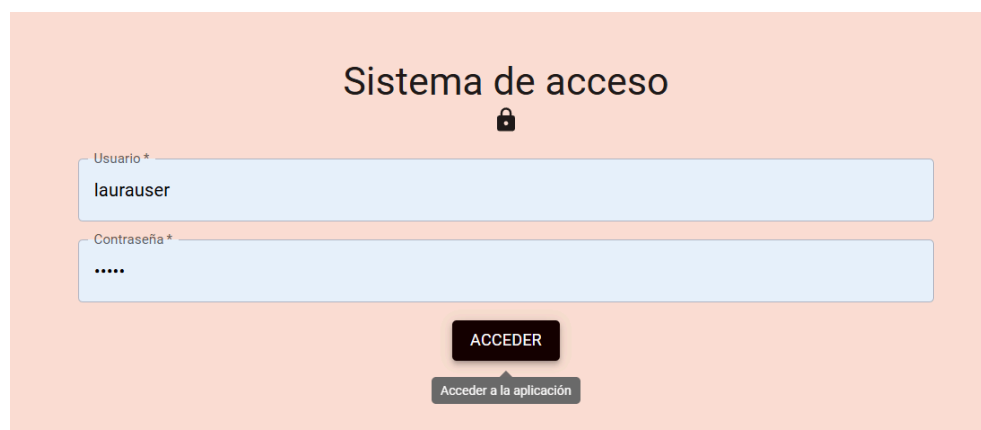 Sistema de acceso
Usuario *
laurauser
Contraseña *
•••••
ACCEDER
Acceder a la aplicación